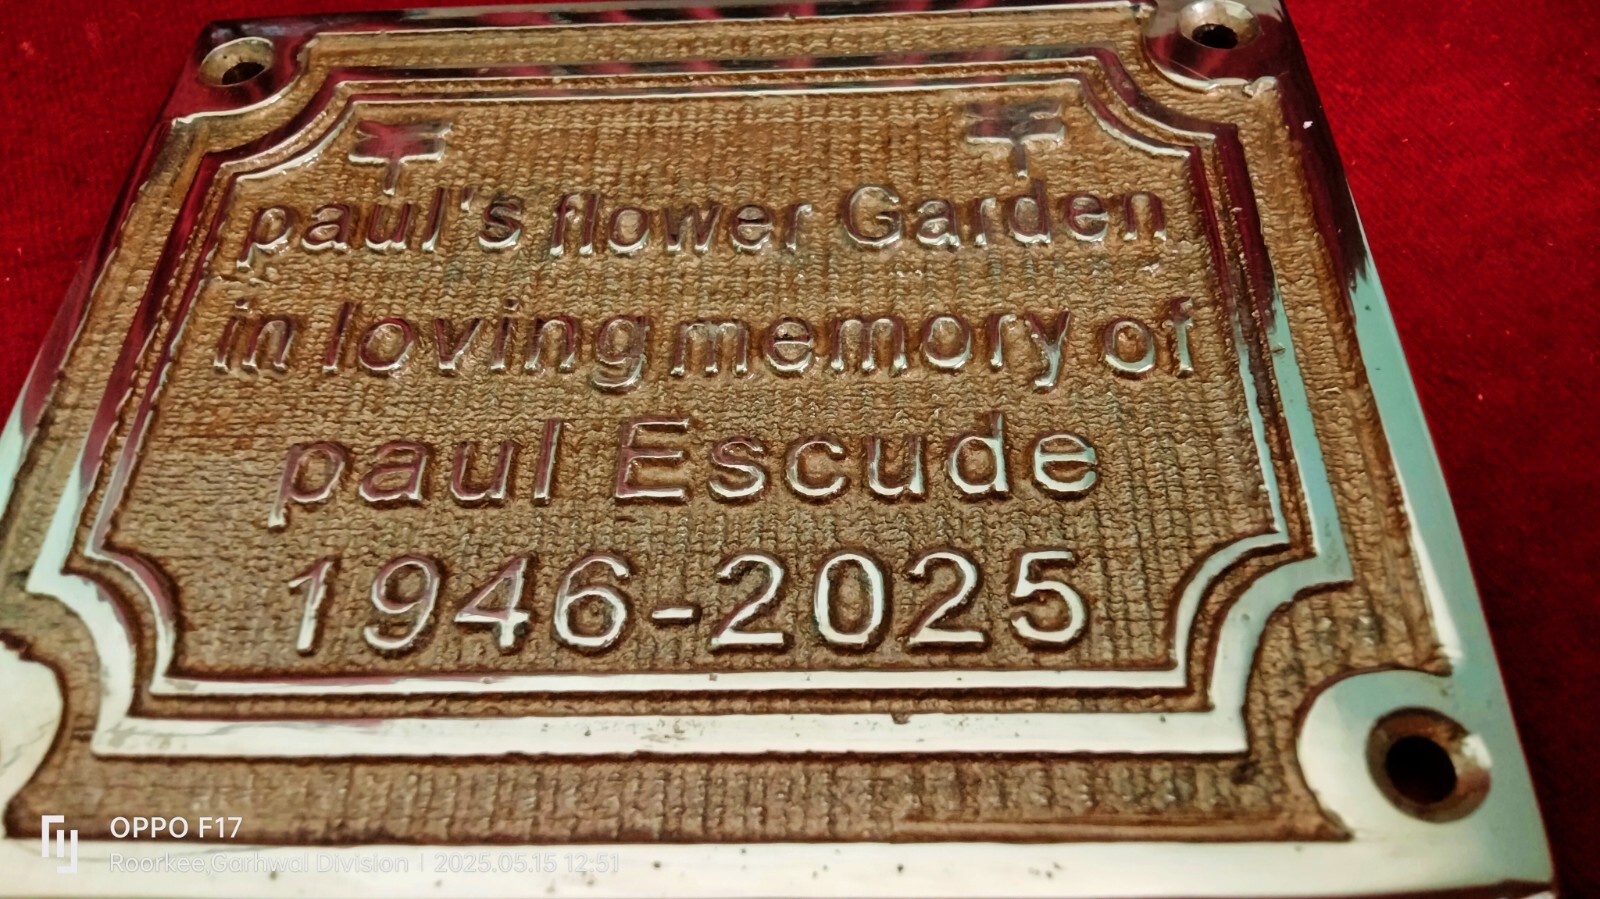 paul's flower Garden
in loving memory of
paul Escude
1946-2025
OPPO F17
Roorkee,Garhwal Division | 2025.05.15 12:51